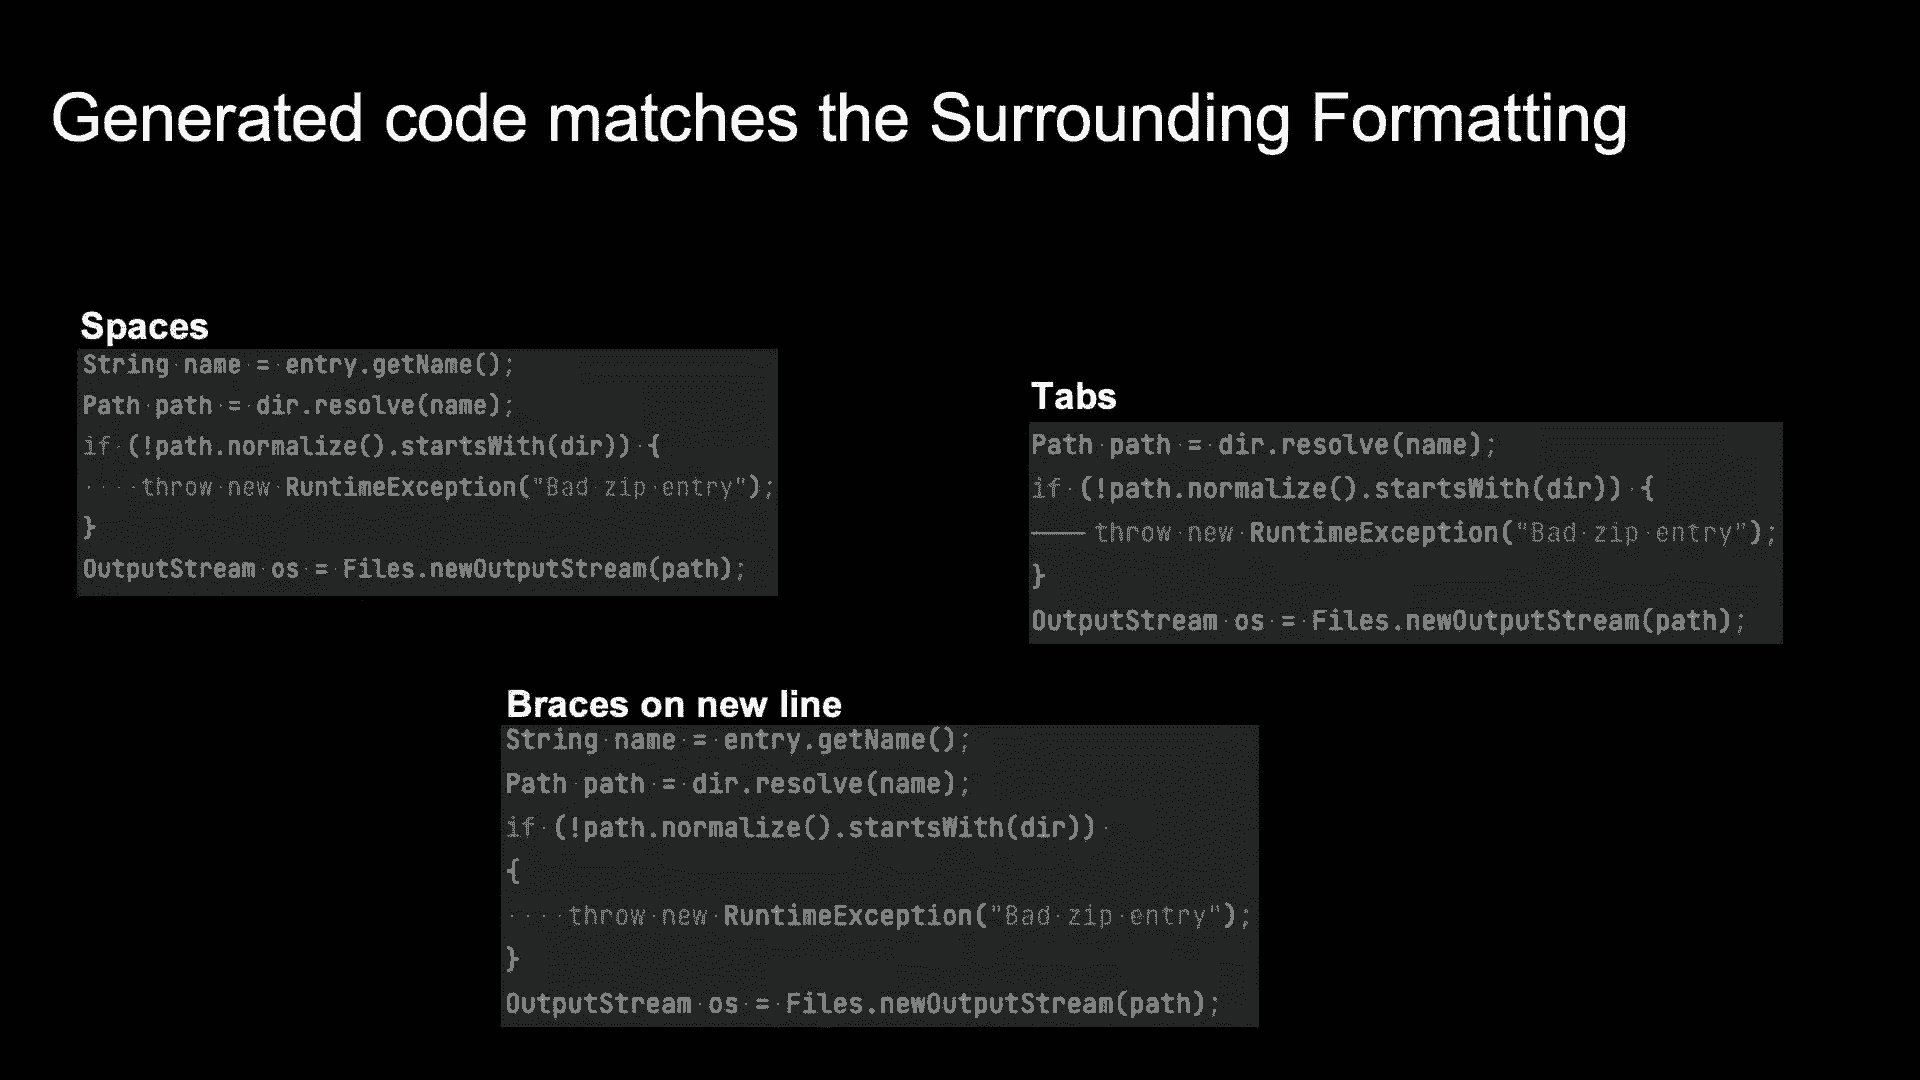 Generated code matches the Surrounding Formatting
Spaces
String name = entry.getName();
Path path = dir.resolve(name);
if (!path.normalize().startsWith(dir)) {
    throw new RuntimeException("Bad zip entry");
}
OutputStream os = Files.newOutputStream(path);
Tabs
Path path = dir.resolve(name);
if (!path.normalize().startsWith(dir)) {
	throw new RuntimeException("Bad zip entry");
}
OutputStream os = Files.newOutputStream(path);
Braces on new line
String name = entry.getName();
Path path = dir.resolve(name);
if (!path.normalize().startsWith(dir))
{
    throw new RuntimeException("Bad zip entry");
}
OutputStream os = Files.newOutputStream(path);